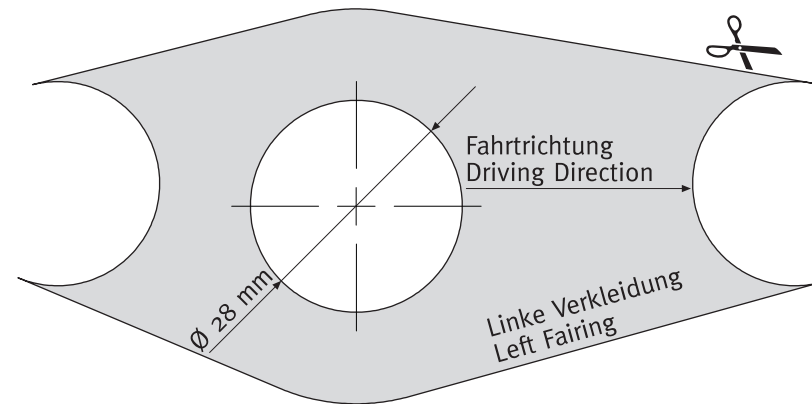 Fahrtrichtung
Driving Direction
Ø 28 mm
Linke Verkleidung
Left Fairing